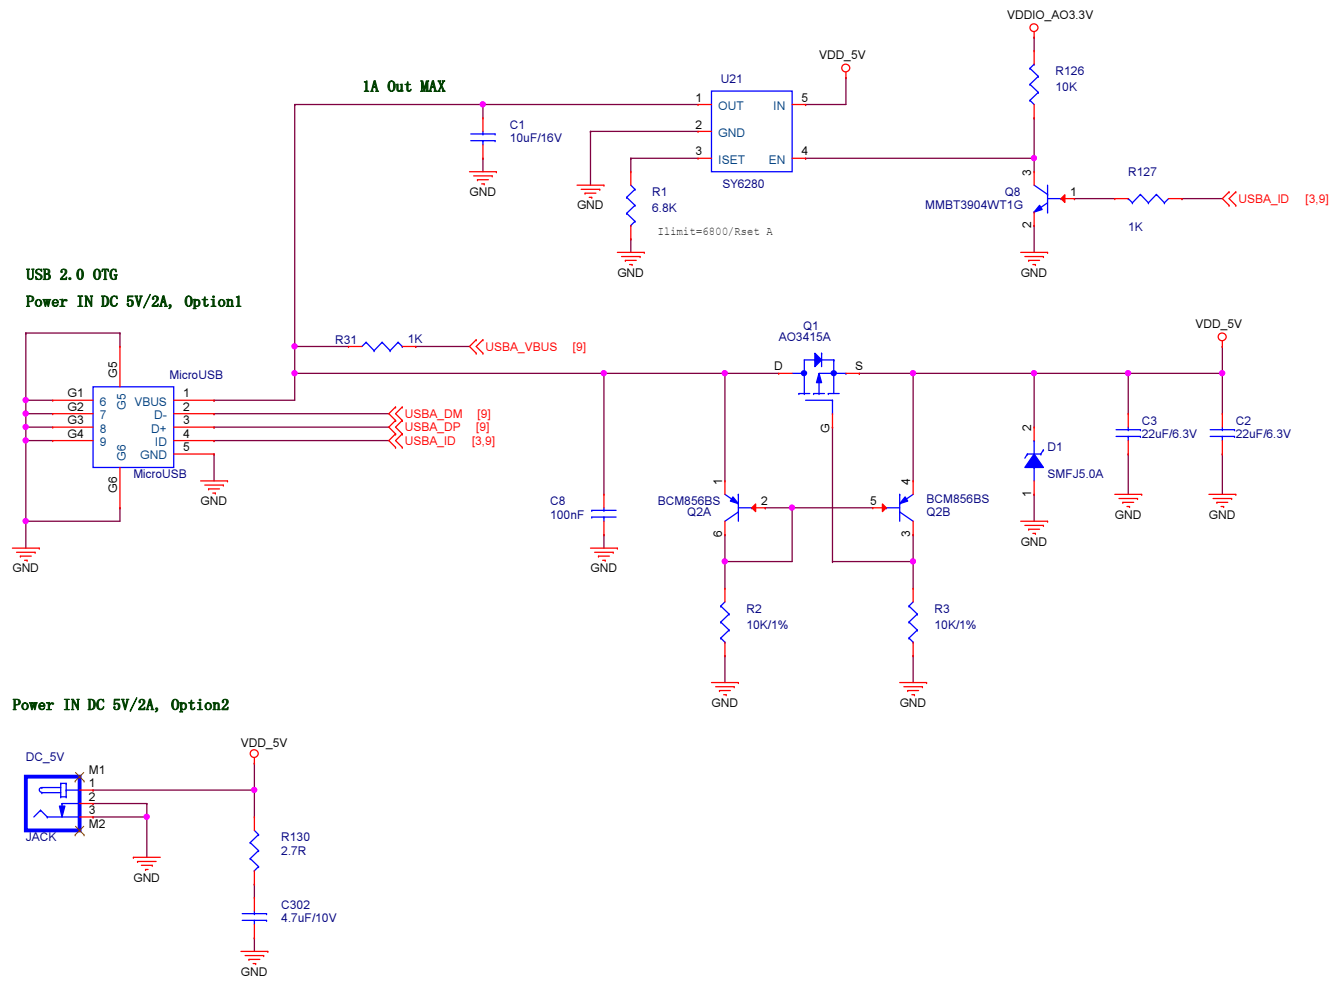 VDDIO_AO3.3V
VDD_5V
R126
10K
1A Out MAX
U21
1
OUT
IN
5
2
GND
3
ISET
EN
4
SY6280
C1
10uF/16V
GND
GND
R1
6.8K
Ilimit=6800/Rset A
GND
3
Q8
MMBT3904WT1G
1
2
GND
R127
1K
USBA_ID [3,9]
USB 2.0 OTG
Power IN DC 5V/2A, Option1
R31
1K
USBA_VBUS [9]
Q1
AO3415A
D
S
G
VDD_5V
MicroUSB
G5
G5
G1
6
VBUS
1
G2
7
D-
2
USBA_DM [9]
G3
8
D+
3
USBA_DP [9]
G4
9
ID
4
USBA_ID [3,9]
GND
5
G6
G6
MicroUSB
GND
GND
C8
100nF
GND
1
BCM856BS
Q2A
2
6
4
5
BCM856BS
Q2B
3
2
D1
SMFJ5.0A
1
GND
C3
22uF/6.3V
GND
C2
22uF/6.3V
GND
R2
10K/1%
GND
R3
10K/1%
GND
Power IN DC 5V/2A, Option2
VDD_5V
DC_5V
M1
1
2
3
M2
JACK
GND
R130
2.7R
C302
4.7uF/10V
GND